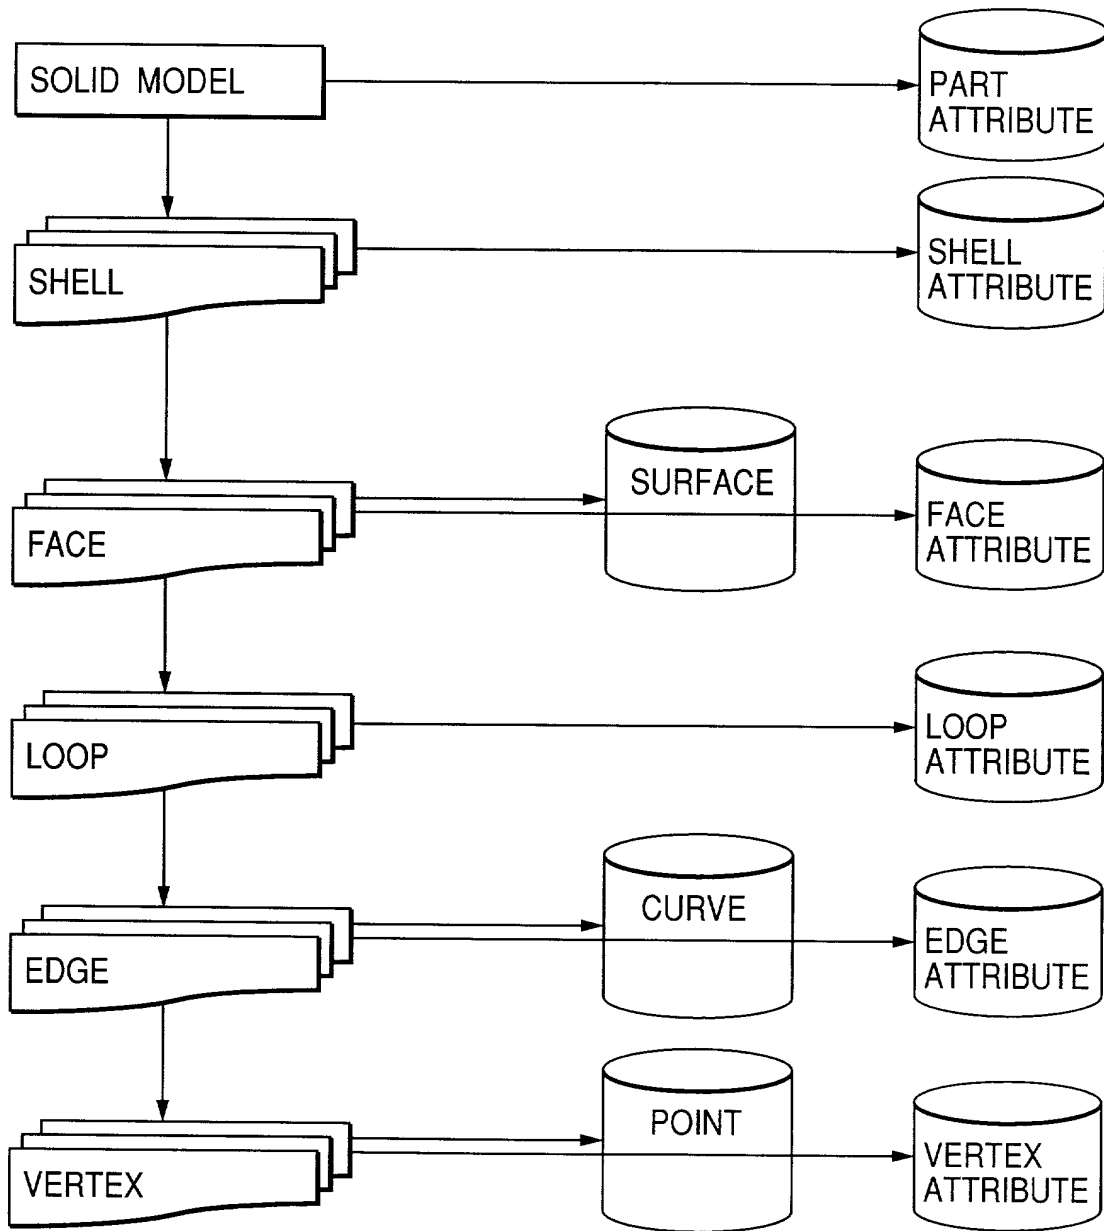 SOLID MODEL
PART
ATTRIBUTE
SHELL
SHELL
ATTRIBUTE
FACE
SURFACE
FACE
ATTRIBUTE
LOOP
LOOP
ATTRIBUTE
EDGE
CURVE
EDGE
ATTRIBUTE
VERTEX
POINT
VERTEX
ATTRIBUTE